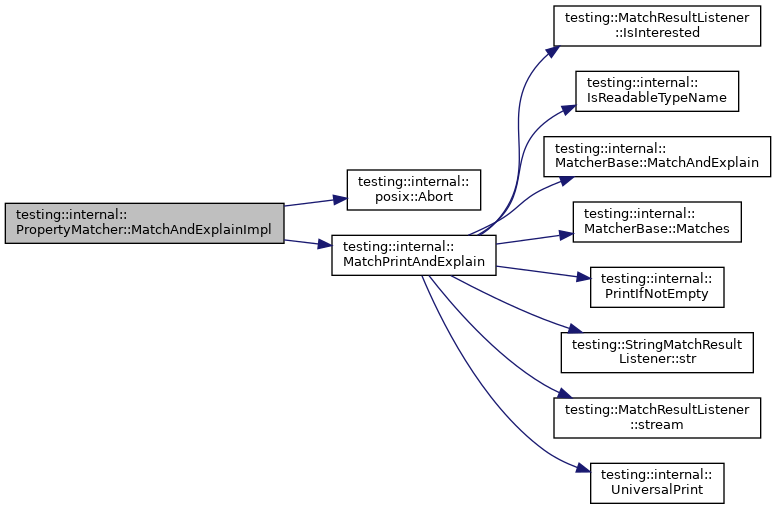 testing::MatchResultListener
::IsInterested
testing::internal::
IsReadableTypeName
testing::internal::
MatcherBase::MatchAndExplain
testing::internal::
posix::Abort
testing::internal::
PropertyMatcher::MatchAndExplainImpl
testing::internal::
MatcherBase::Matches
testing::internal::
MatchPrintAndExplain
testing::internal::
PrintIfNotEmpty
testing::StringMatchResult
Listener::str
testing::MatchResultListener
::stream
testing::internal::
UniversalPrint